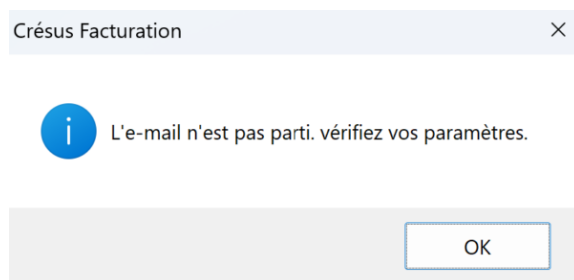 Crésus Facturation
L'e-mail n'est pas parti. vérifiez vos paramètres.
OK